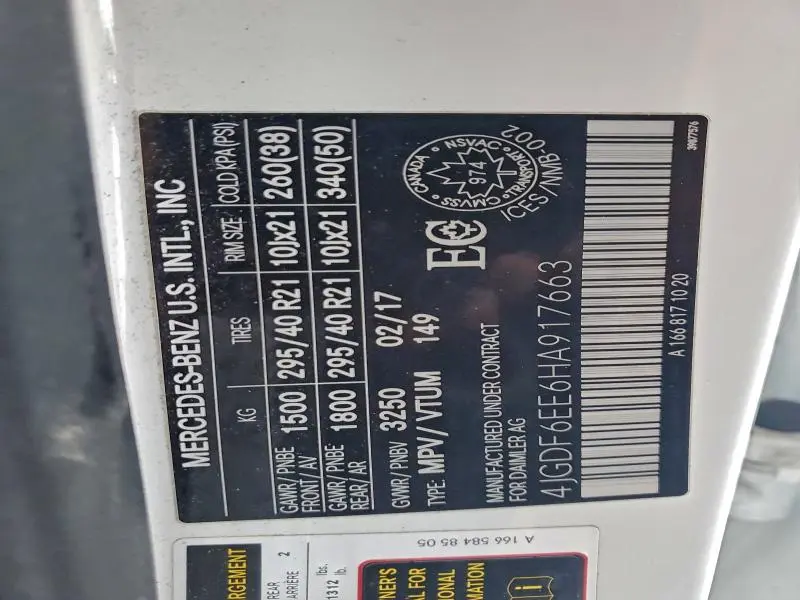 MERCEDES-BENZ U.S. INTL., INC
KG TIRES RIM SIZE COLD KPA (PSI)
GAWR / PNBE FRONT / AV 1500 295/40 R21 10Jx21 260(38)
GAWR / PNBE REAR / AR 1800 295/40 R21 10Jx21 340(50)
GVWR / PNBV 3250 02/17
TYPE: MPV/ VTUM 149
EC
CANADA NSVAC
974
CMVSS TRANSPORT
ICES/NMB-002
MANUFACTURED UNDER CONTRACT
FOR DAIMLER AG
4JGDF6EE6HA917663
A 166 817 10 20
39877576
A 166 584 85 05
REAR
ARRIÈRE
2
1312 lbs.
lb.